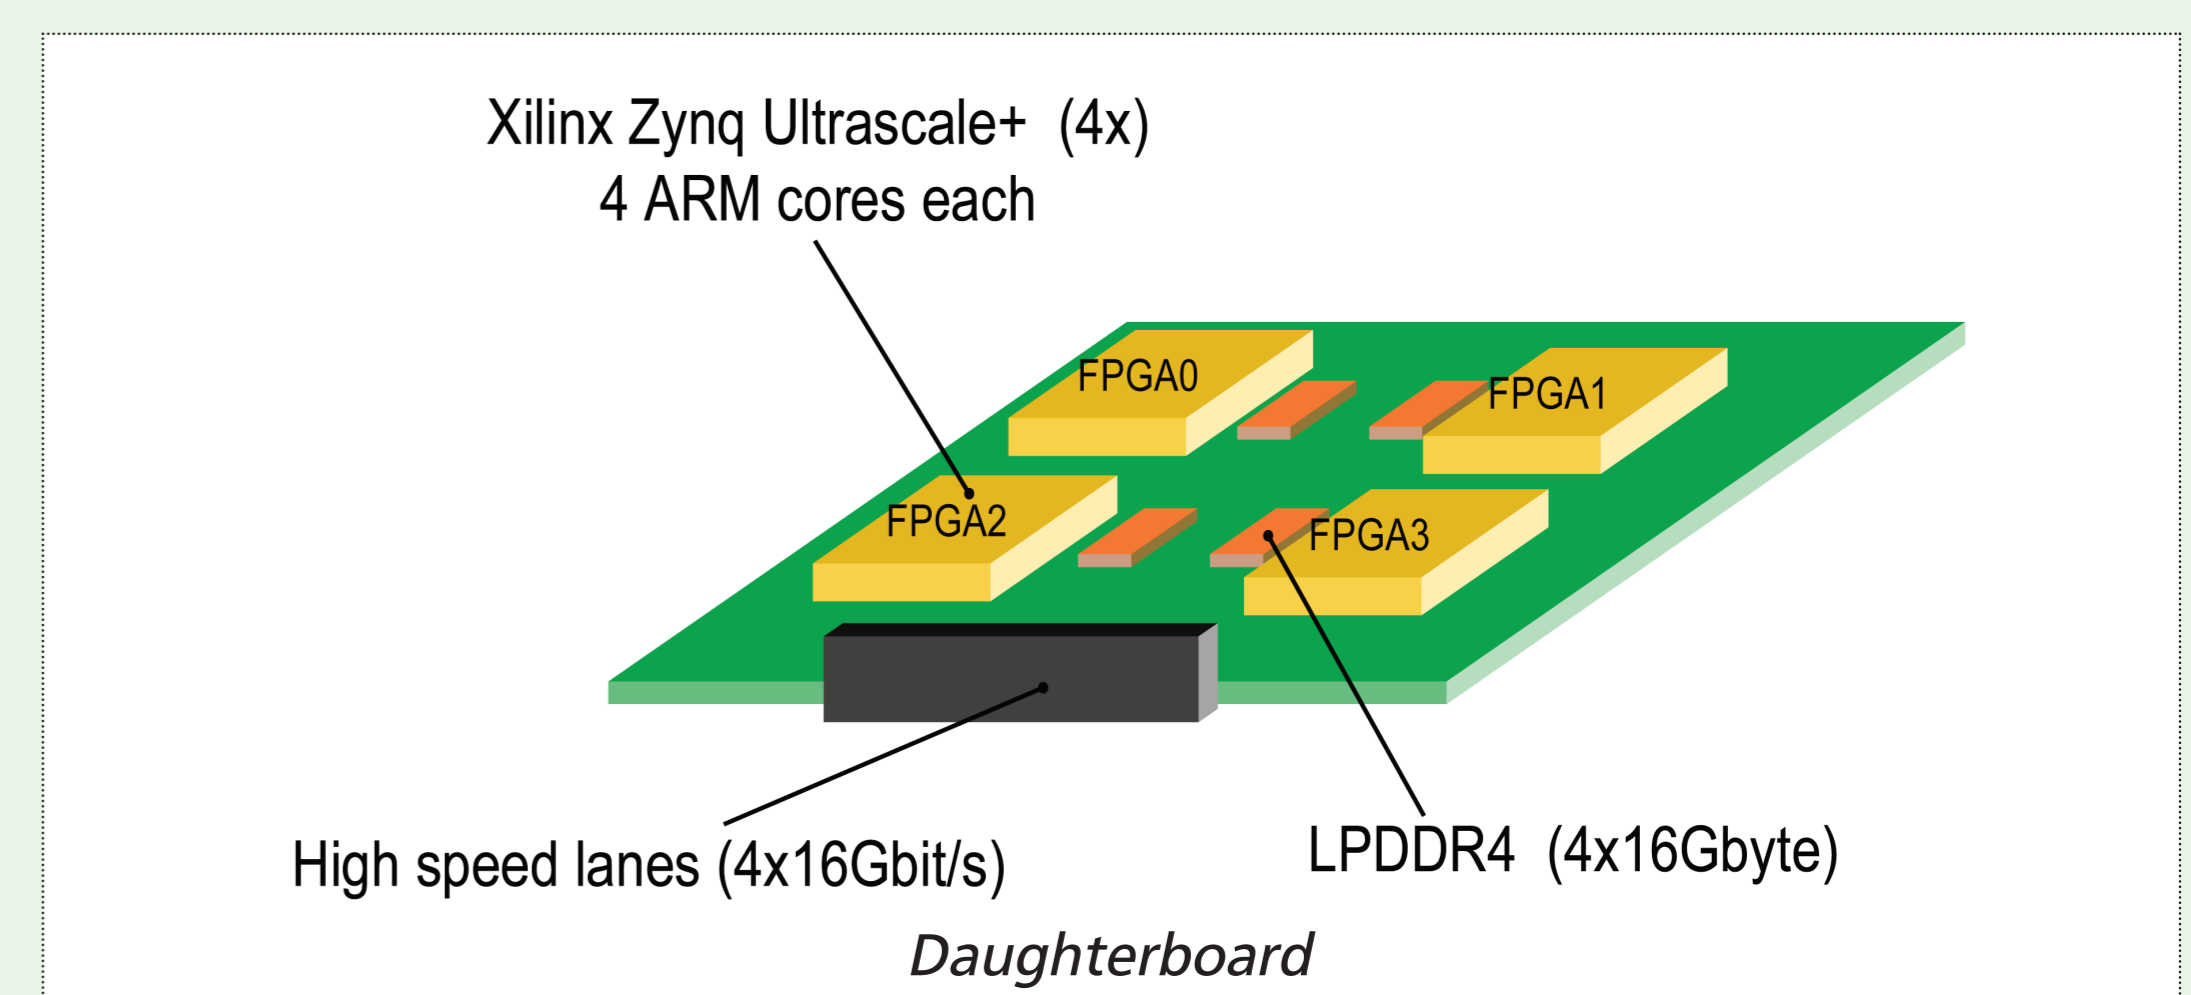 Xilinx Zynq Ultrascale+ (4x)
4 ARM cores each
FPGA0
FPGA1
FPGA2
FPGA3
High speed lanes (4x16Gbit/s)
LPDDR4 (4x16Gbyte)
Daughterboard